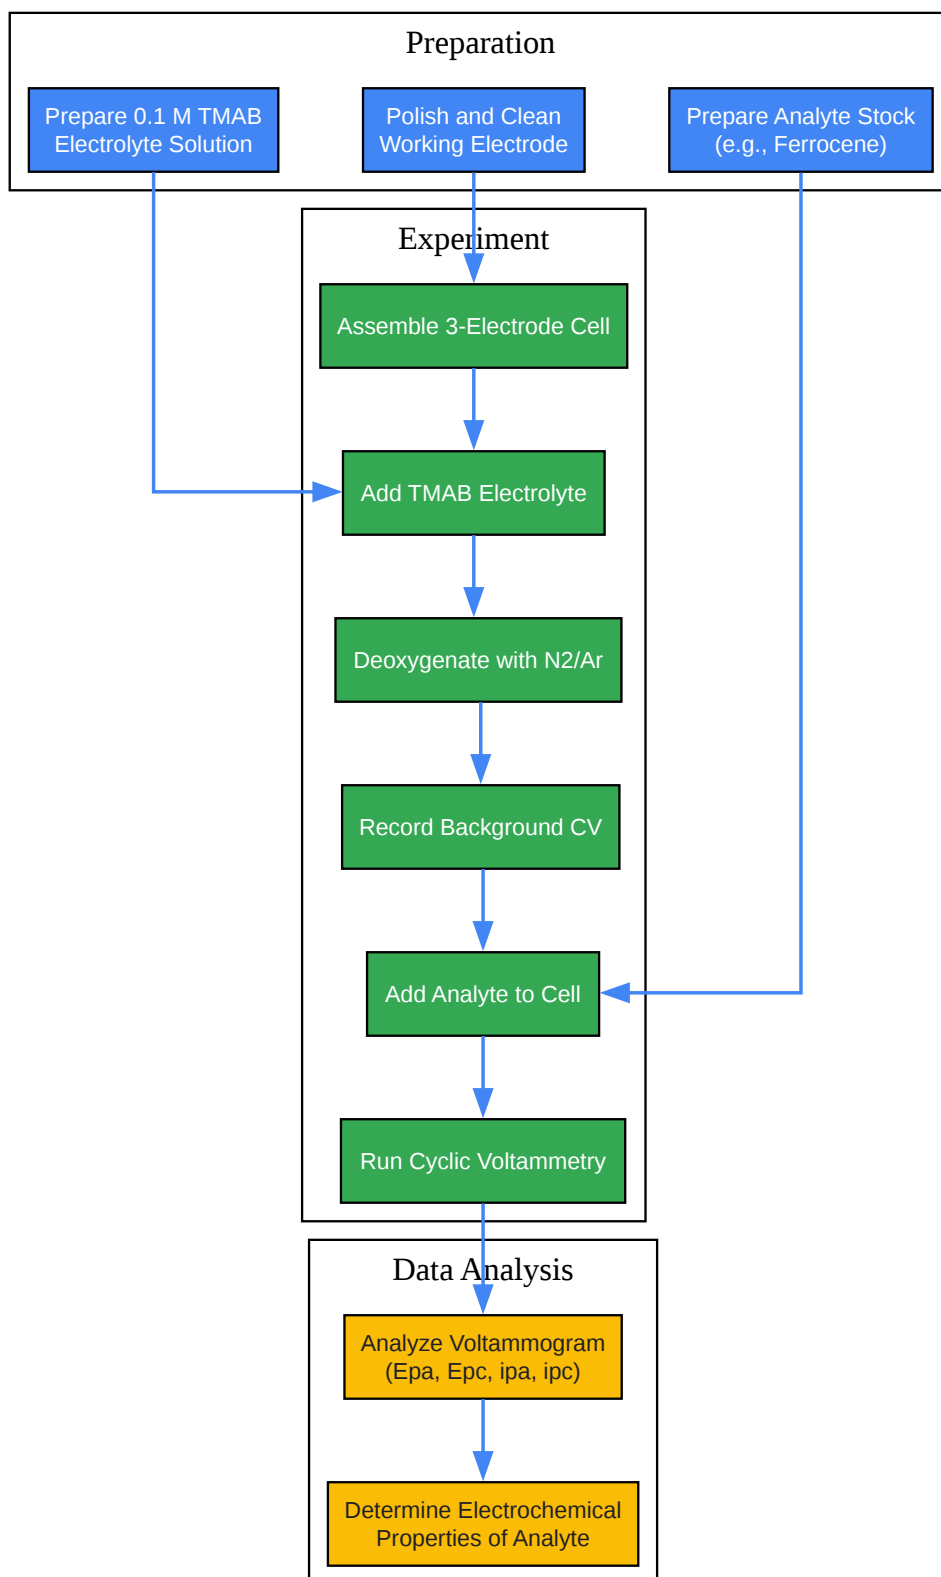 Preparation
Prepare 0.1 M TMAB
Electrolyte Solution
Polish and Clean
Working Electrode
Prepare Analyte Stock
(e.g., Ferrocene)
Experiment
Assemble 3-Electrode Cell
Add TMAB Electrolyte
Deoxygenate with N2/Ar
Record Background CV
Add Analyte to Cell
Run Cyclic Voltammetry
Data Analysis
Analyze Voltammogram
(Epa, Epc, ipa, ipc)
Determine Electrochemical
Properties of Analyte